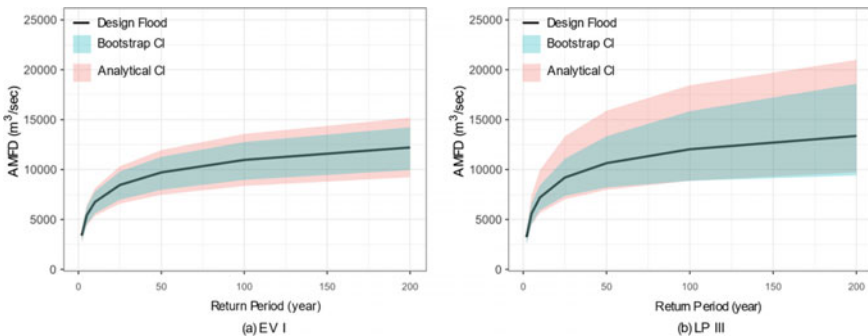 Design Flood
Bootstrap CI
Analytical CI
25000
20000
15000
10000
5000
0
AMFD (m³/sec)
0 50 100 150 200
Return Period (year)
(a) EV I
Design Flood
Bootstrap CI
Analytical CI
25000
20000
15000
10000
5000
0
AMFD (m³/sec)
0 50 100 150 200
Return Period (year)
(b) LP III